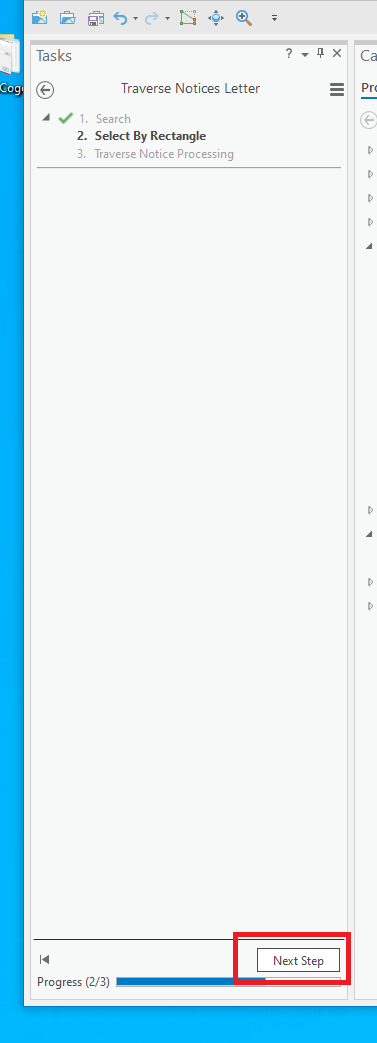 Cog
Tasks
?
Ca
Traverse Notices Letter
Pro
1. Search
2. Select By Rectangle
3. Traverse Notice Processing
Next Step
Progress (2/3)